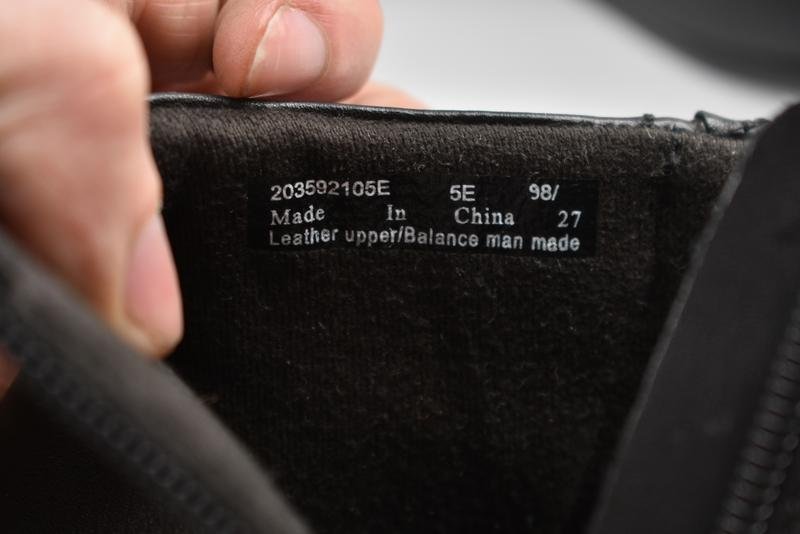 203592105E 5E 98/
Made In China 27
Leather upper/Balance man made